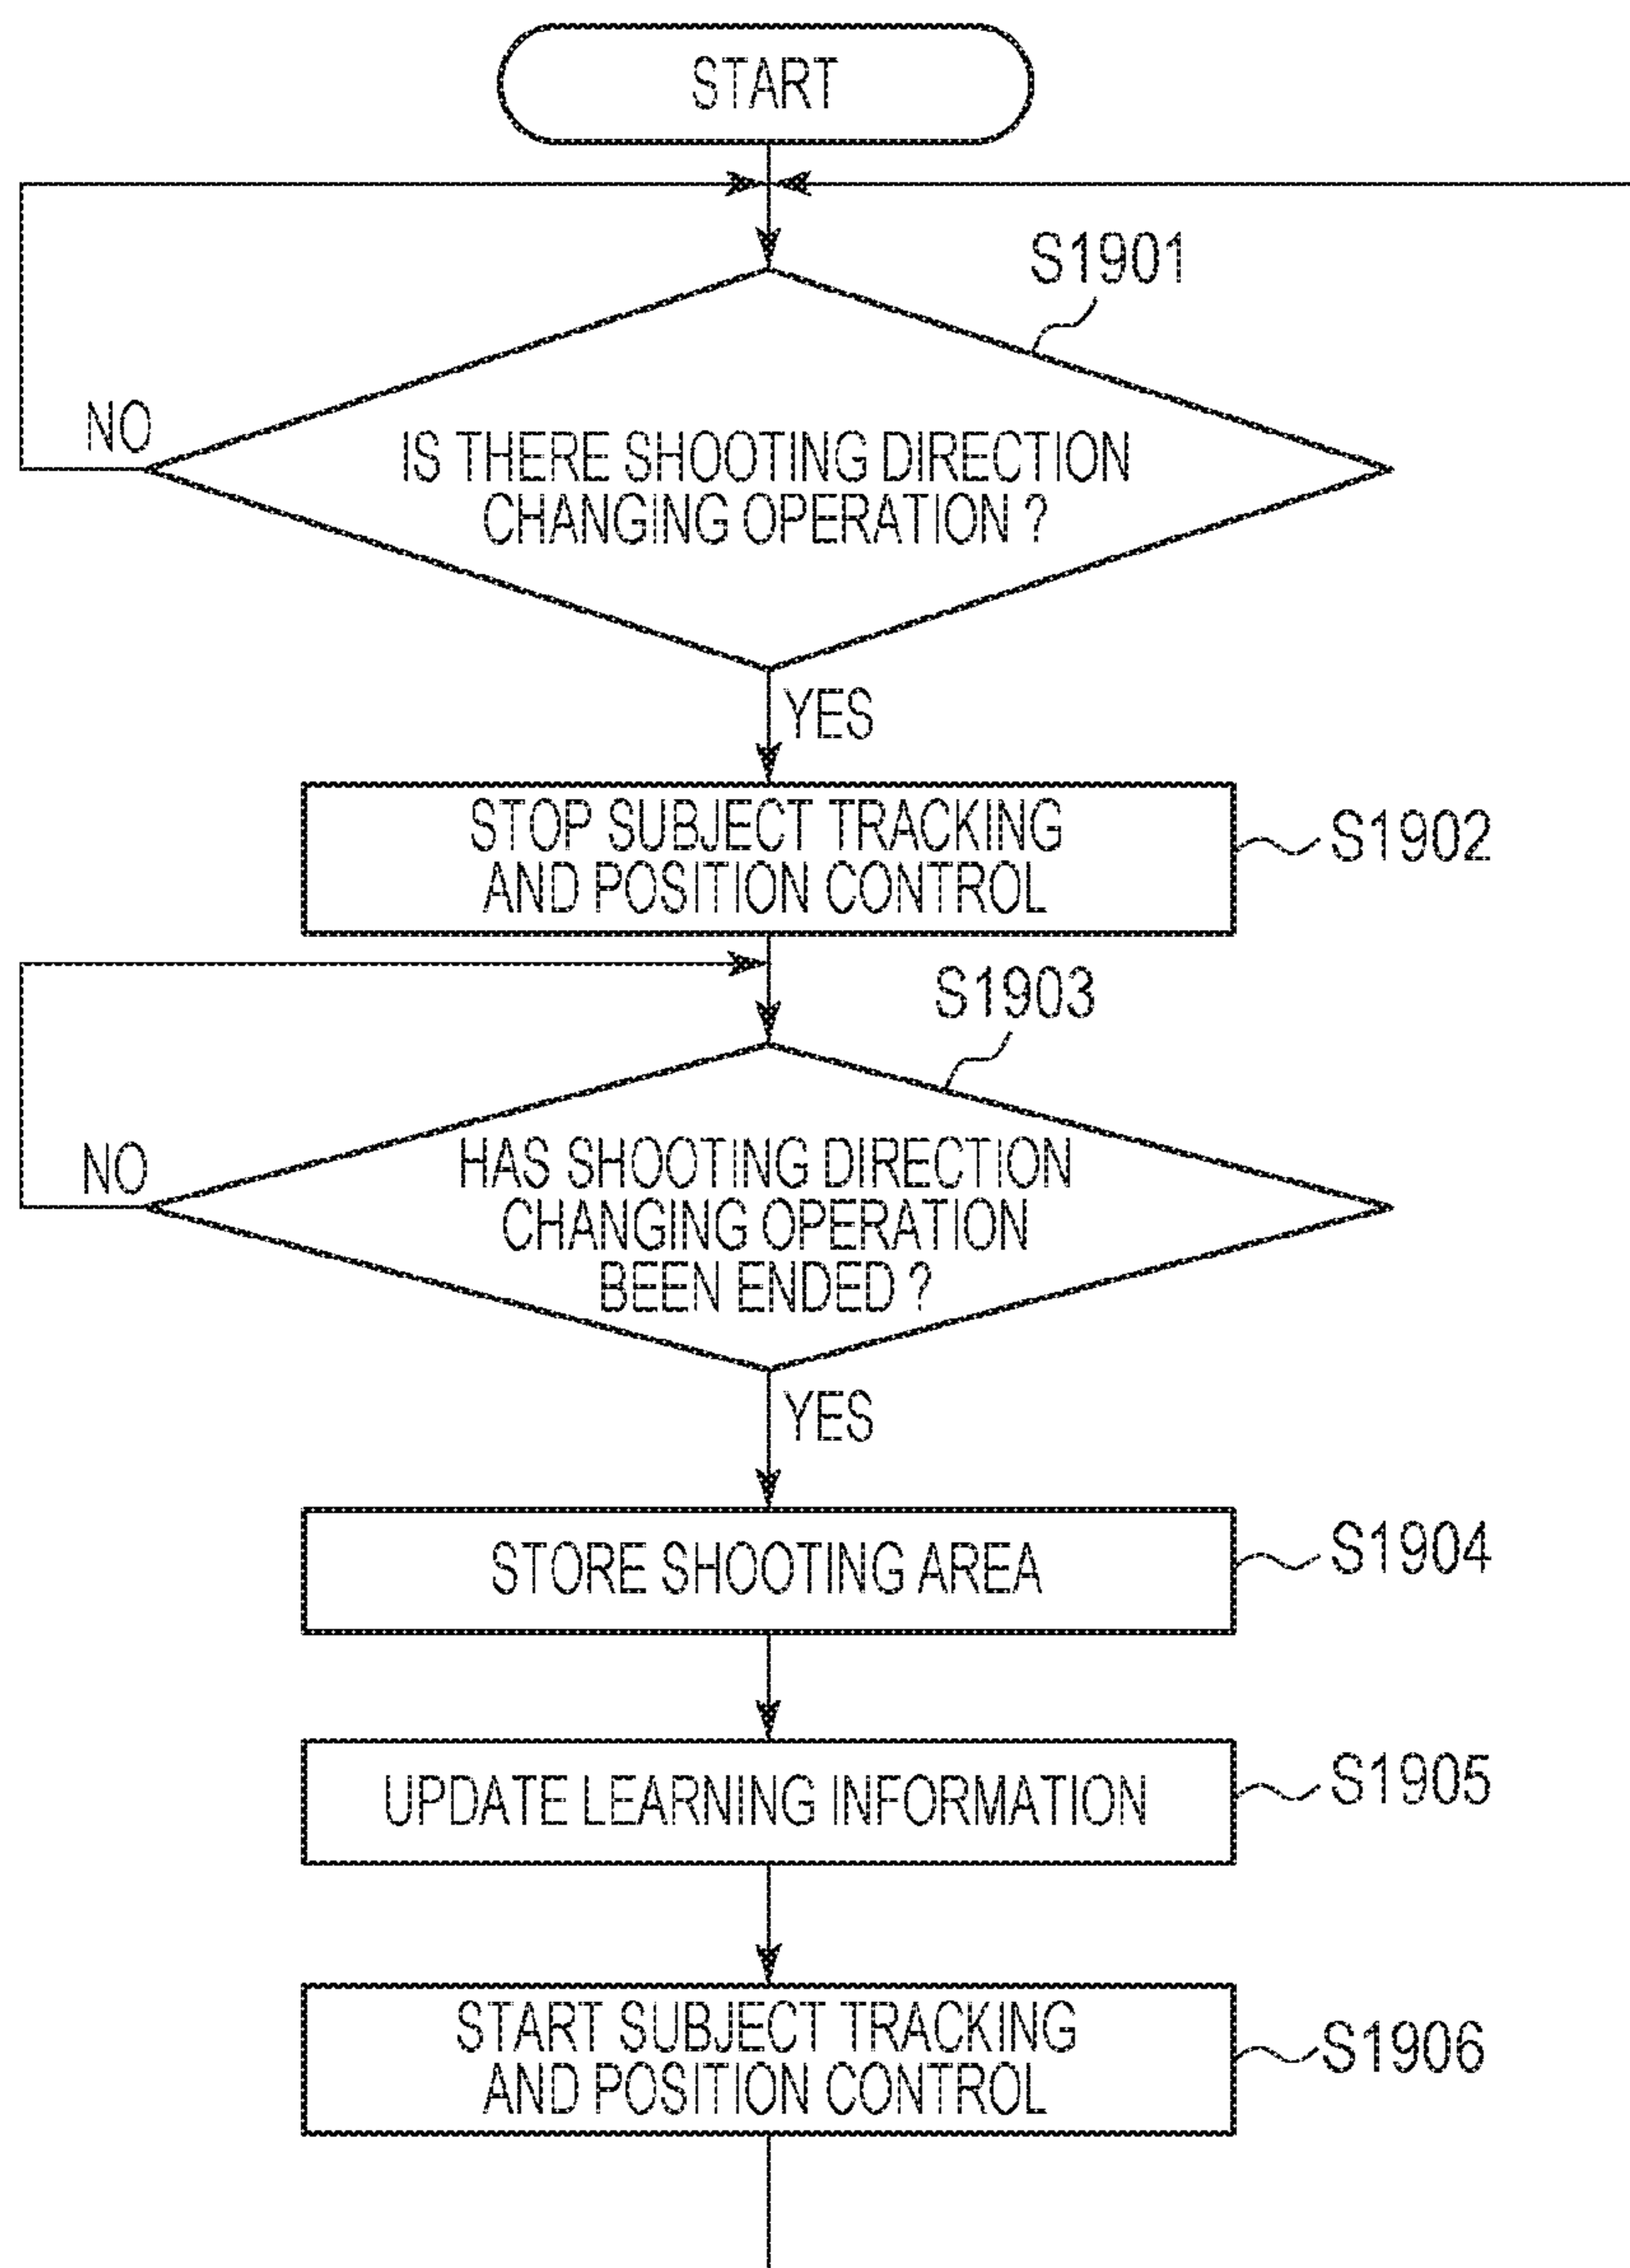 START
S1901
NO
IS THERE SHOOTING DIRECTION
CHANGING OPERATION ?
YES
STOP SUBJECT TRACKING
AND POSITION CONTROL
S1902
S1903
NO
HAS SHOOTING DIRECTION
CHANGING OPERATION
BEEN ENDED ?
YES
STORE SHOOTING AREA
S1904
UPDATE LEARNING INFORMATION
S1905
START SUBJECT TRACKING
AND POSITION CONTROL
S1906